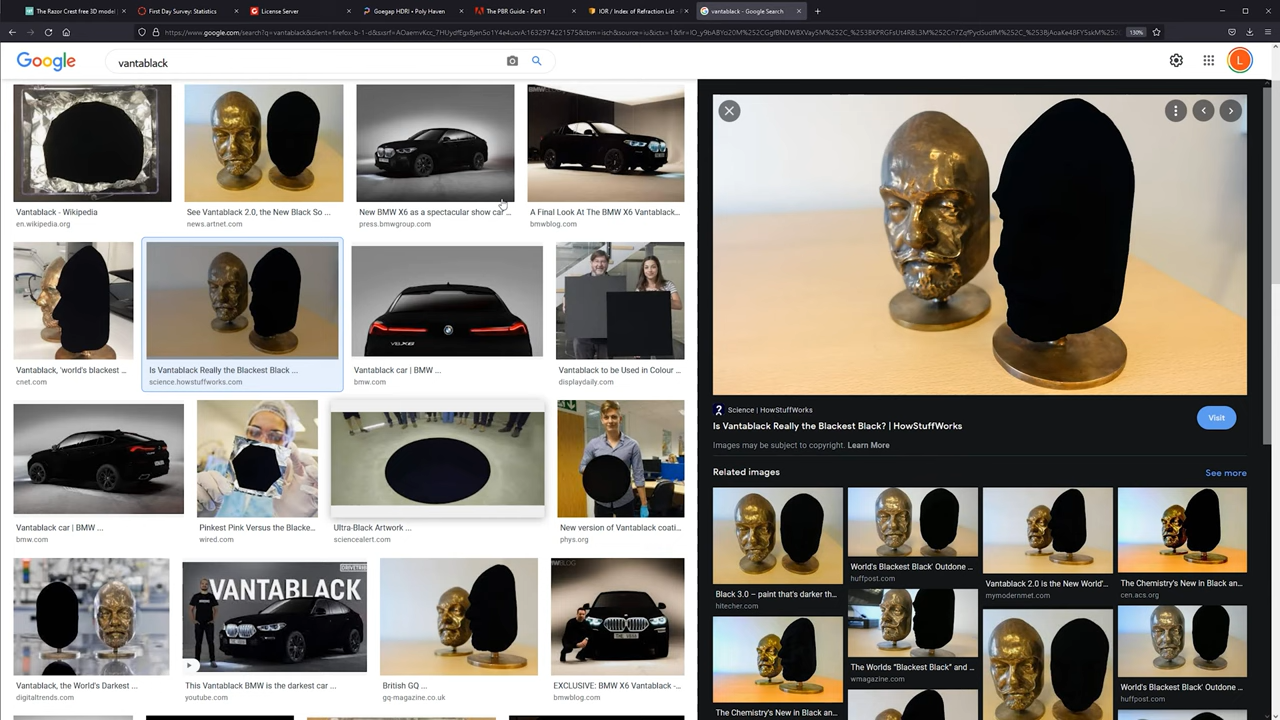 The Razor Crest free 3D model
First Day Survey: Statistics
License Server
Goegap HDRI • Poly Haven
The PBR Guide - Part 1
IOR / Index of Refraction List -
vantablack - Google Search
130%
Google
vantablack
L
Vantablack - Wikipedia
en.wikipedia.org
See Vantablack 2.0, the New Black So ...
news.artnet.com
New BMW X6 as a spectacular show car ...
press.bmwgroup.com
A Final Look At The BMW X6 Vantablack...
bmwblog.com
Vantablack, 'world's blackest ...
cnet.com
Is Vantablack Really the Blackest Black ...
science.howstuffworks.com
Vantablack car | BMW ...
bmw.com
Vantablack to be Used in Colour ...
displaydaily.com
Vantablack car | BMW ...
bmw.com
Pinkest Pink Versus the Blacke...
wired.com
Ultra-Black Artwork ...
sciencealert.com
New version of Vantablack coati...
phys.org
VANTABLACK
Vantablack, the World's Darkest ...
digitaltrends.com
This Vantablack BMW is the darkest car ...
youtube.com
British GQ ...
gq-magazine.co.uk
EXCLUSIVE: BMW X6 Vantablack -...
bmwblog.com
Science | HowStuffWorks
Visit
Is Vantablack Really the Blackest Black? | HowStuffWorks
Images may be subject to copyright. Learn More
Related images
See more
Black 3.0 – paint that's darker th...
hitecher.com
World's Blackest Black' Outdone ...
huffpost.com
Vantablack 2.0 is the New World'...
mymodernmet.com
The Chemistry's New in Black an...
cen.acs.org
The Worlds "Blackest Black" and ...
wmagazine.com
World's Blackest Black' Outdone ...
huffpost.com
The Chemistry's New in Black an...